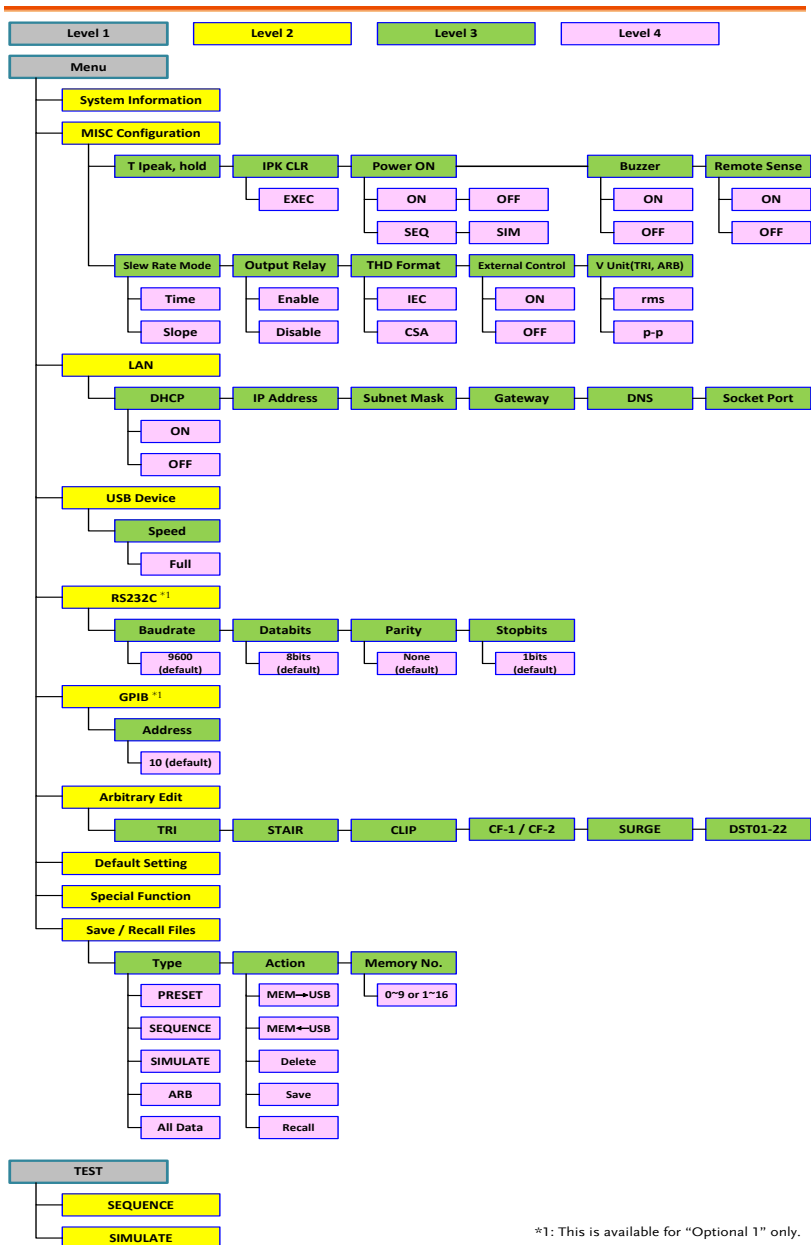 Level 1 Level 2 Level 3 Level 4
Menu
System Information
MISC Configuration
T Ipeak, hold IPK CLR Power ON Buzzer Remote Sense
EXEC ON OFF ON ON
SEQ SIM OFF OFF
Slew Rate Mode Output Relay THD Format External Control V Unit(TRI, ARB)
Time Enable IEC ON rms
Slope Disable CSA OFF p-p
LAN
DHCP IP Address Subnet Mask Gateway DNS Socket Port
ON
OFF
USB Device
Speed
Full
RS232C *1
Baudrate Databits Parity Stopbits
9600 8bits None 1bits
(default) (default) (default) (default)
GPIB *1
Address
10 (default)
Arbitrary Edit
TRI STAIR CLIP CF-1 / CF-2 SURGE DST01-22
Default Setting
Special Function
Save / Recall Files
Type Action Memory No.
PRESET MEM→USB 0~9 or 1~16
SEQUENCE MEM←USB
SIMULATE Delete
ARB Save
All Data Recall
TEST
SEQUENCE
SIMULATE *1: This is available for “Optional 1” only.